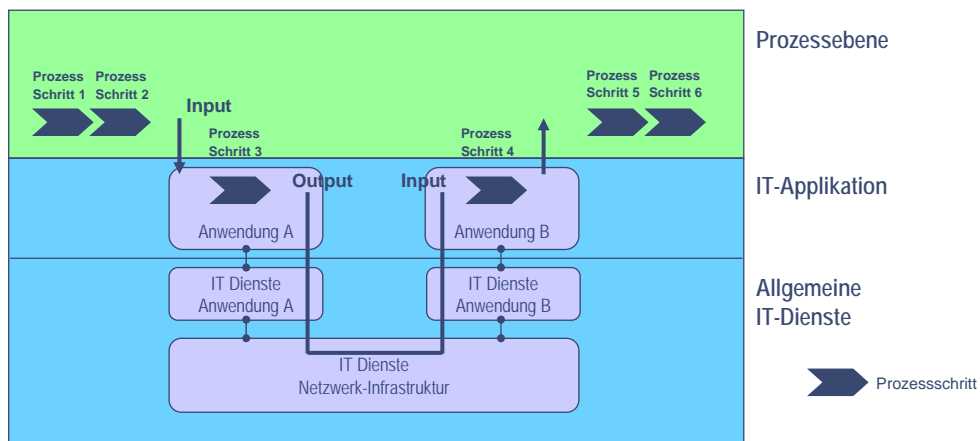 Prozessebene
Prozess Prozess
Schritt 1 Schritt 2
Prozess Prozess
Schritt 5 Schritt 6
Input
Prozess
Schritt 3
Prozess
Schritt 4
Output
Input
IT-Applikation
Anwendung A
Anwendung B
IT Dienste
Anwendung A
IT Dienste
Anwendung B
Allgemeine
IT-Dienste
IT Dienste
Netzwerk-Infrastruktur
Prozessschritt